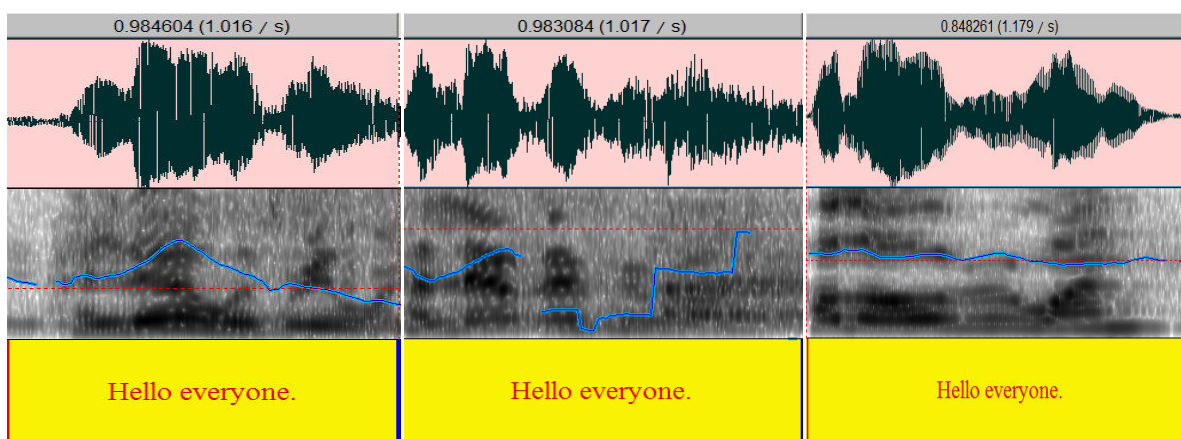 0.984604 (1.016 / s)
0.983084 (1.017 / s)
0.848261 (1.179 / s)
Hello everyone.
Hello everyone.
Hello everyone.